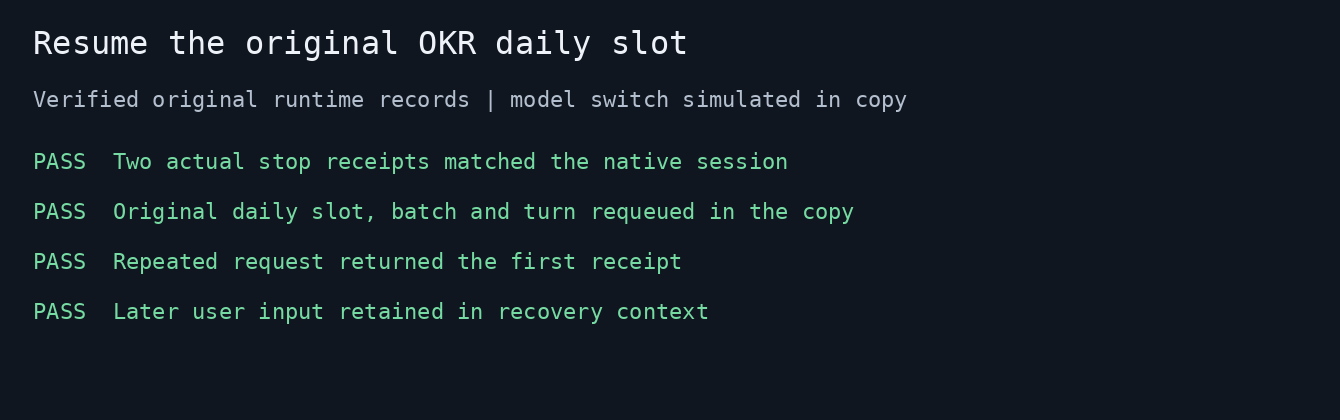 Resume the original OKR daily slot
Verified original runtime records | model switch simulated in copy
PASS  Two actual stop receipts matched the native session
PASS  Original daily slot, batch and turn requeued in the copy
PASS  Repeated request returned the first receipt
PASS  Later user input retained in recovery context